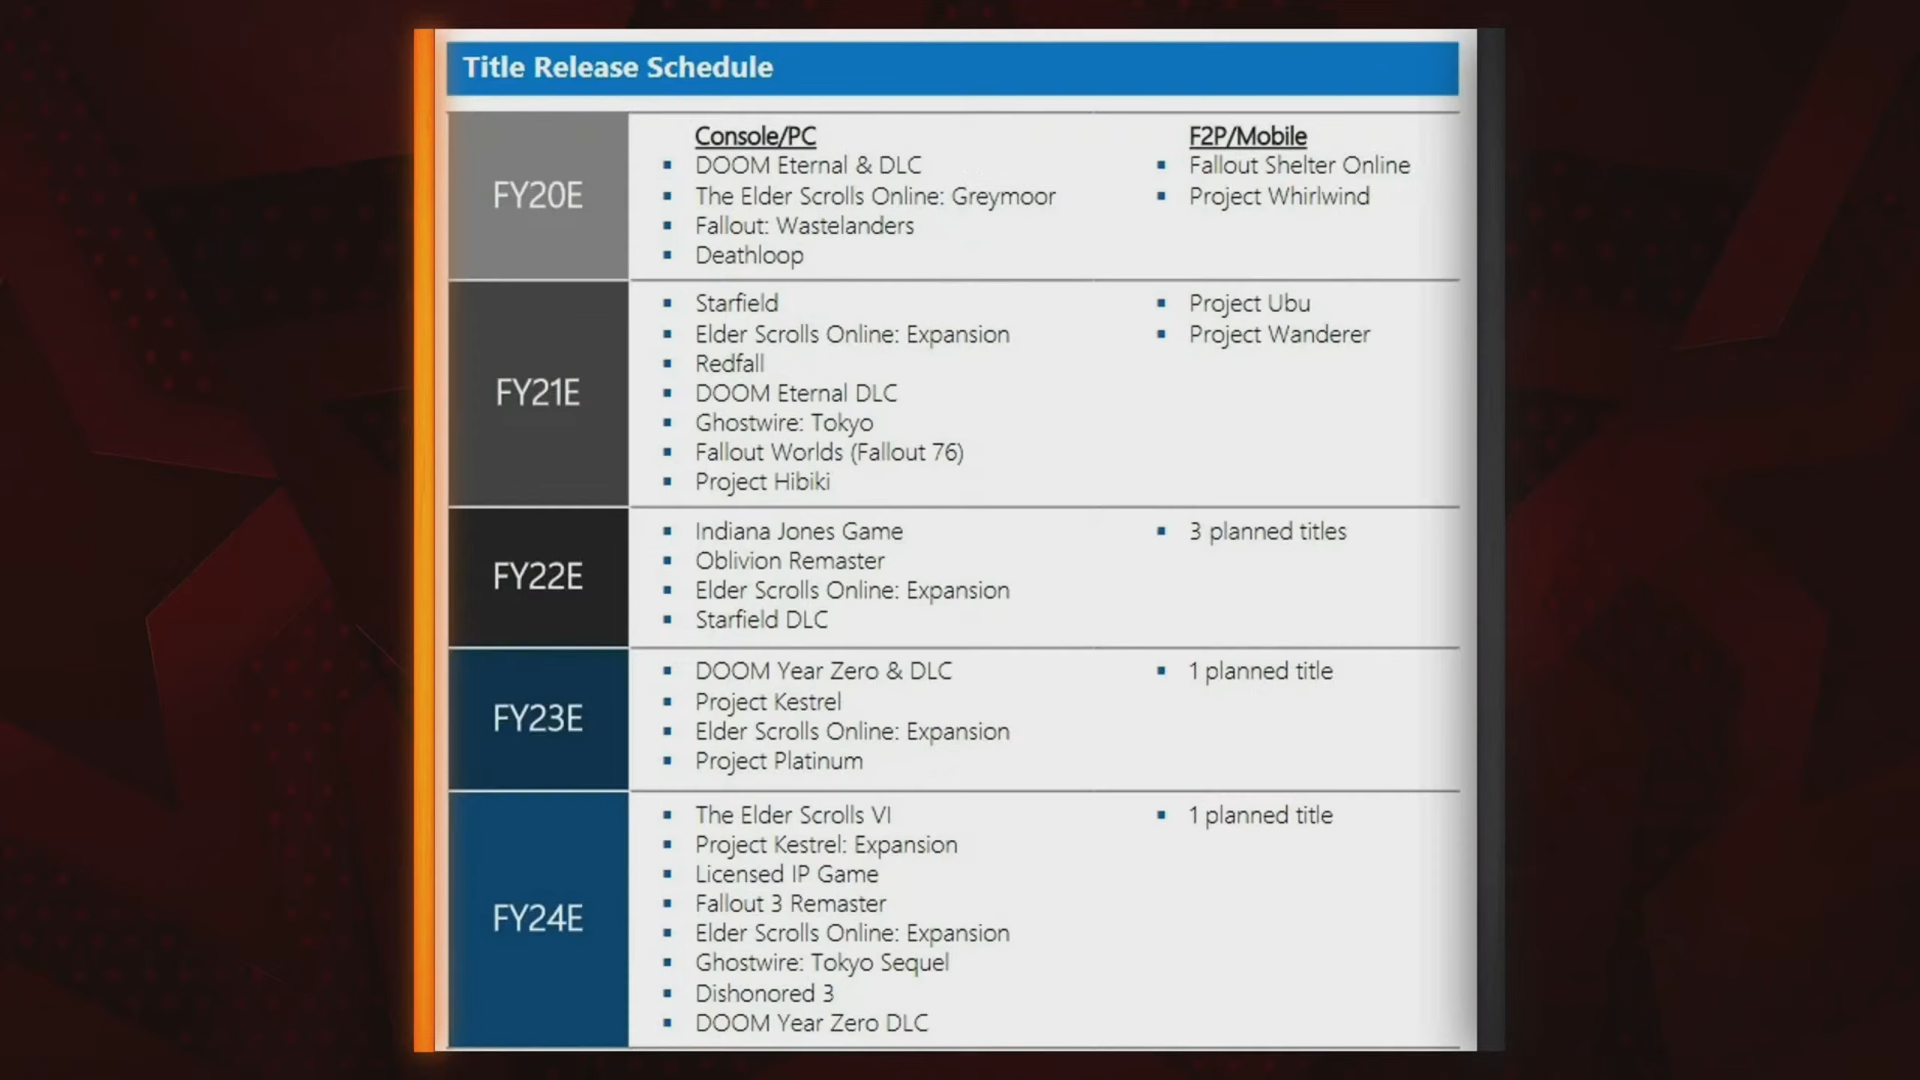 Title Release Schedule
Console/PC
F2P/Mobile
FY20E
DOOM Eternal & DLC
The Elder Scrolls Online: Greymoor
Fallout: Wastelanders
Deathloop
Fallout Shelter Online
Project Whirlwind
FY21E
Starfield
Elder Scrolls Online: Expansion
Redfall
DOOM Eternal DLC
Ghostwire: Tokyo
Fallout Worlds (Fallout 76)
Project Hibiki
Project Ubu
Project Wanderer
FY22E
Indiana Jones Game
Oblivion Remaster
Elder Scrolls Online: Expansion
Starfield DLC
3 planned titles
FY23E
DOOM Year Zero & DLC
Project Kestrel
Elder Scrolls Online: Expansion
Project Platinum
1 planned title
FY24E
The Elder Scrolls VI
Project Kestrel: Expansion
Licensed IP Game
Fallout 3 Remaster
Elder Scrolls Online: Expansion
Ghostwire: Tokyo Sequel
Dishonored 3
DOOM Year Zero DLC
1 planned title